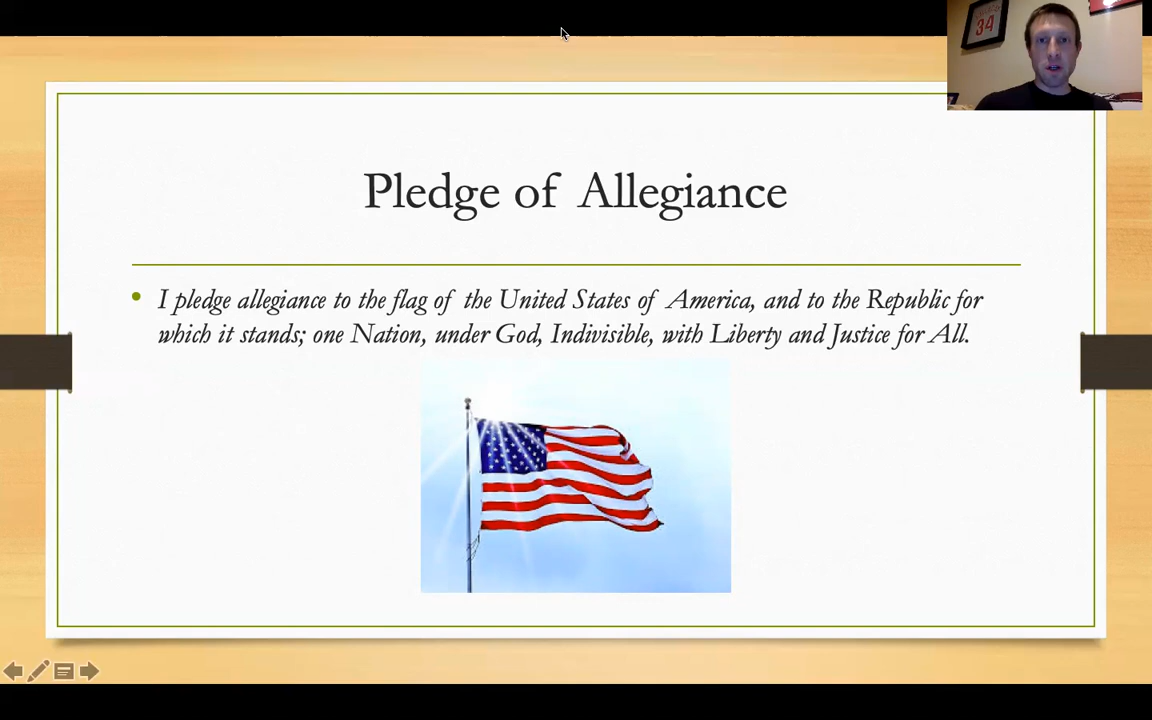 34
Pledge of Allegiance
I pledge allegiance to the flag of the United States of America, and to the Republic for
which it stands; one Nation, under God, Indivisible, with Liberty and Justice for All.